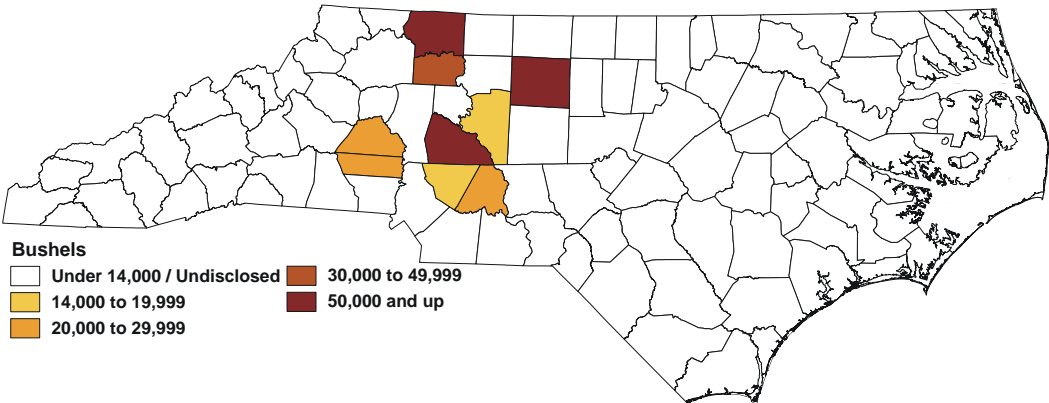 Bushels
Under 14,000 / Undisclosed
14,000 to 19,999
20,000 to 29,999
30,000 to 49,999
50,000 and up